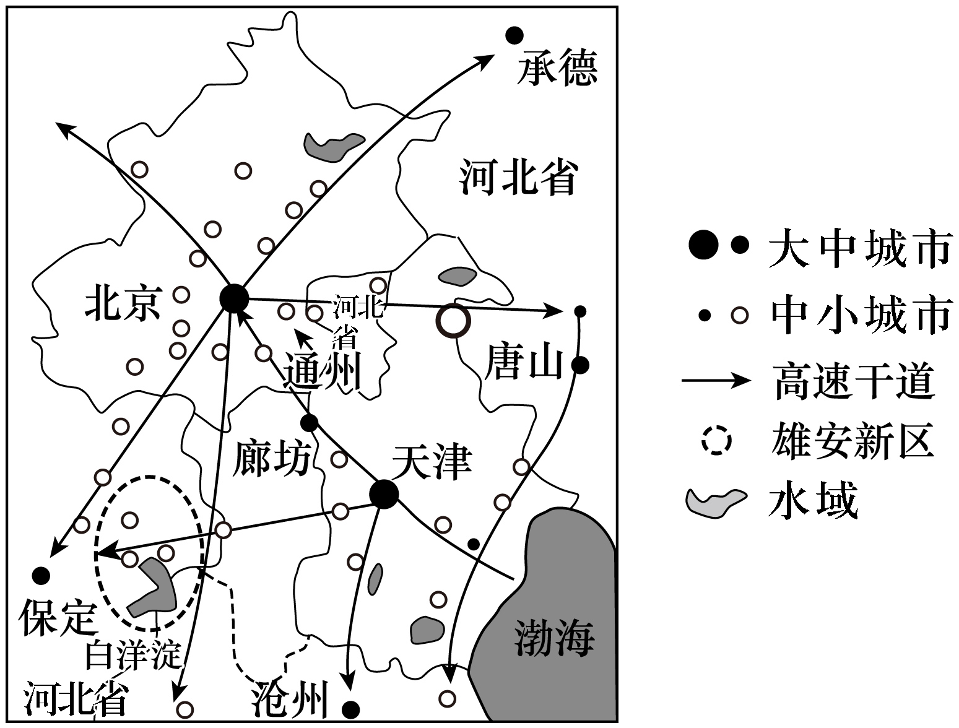 承德
河北省
北京
河北
省
通州
唐山
廊坊
天津
保定
白洋淀
河北省
沧州
渤海
大中城市
中小城市
高速干道
雄安新区
水域